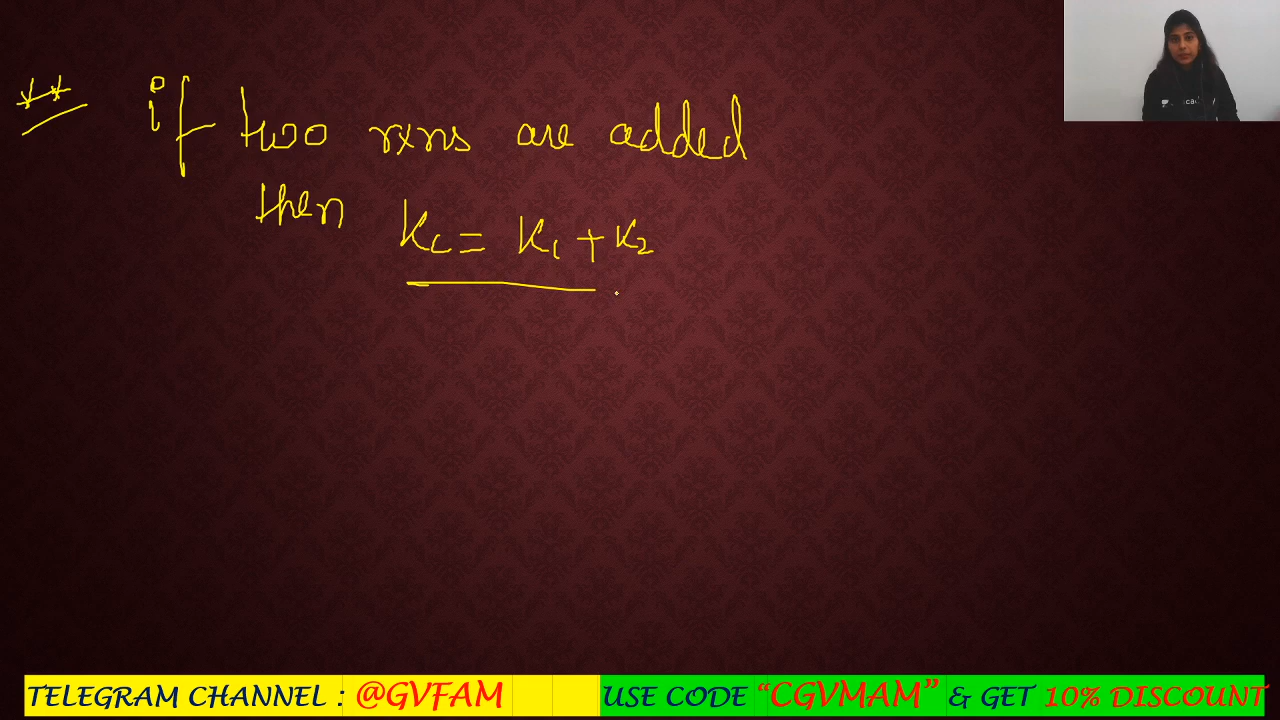 ** if two rxns are added
then Kc = K1 + K2
TELEGRAM CHANNEL : @GVFAM USE CODE "CGVMAM" & GET 10% DISCOUNT